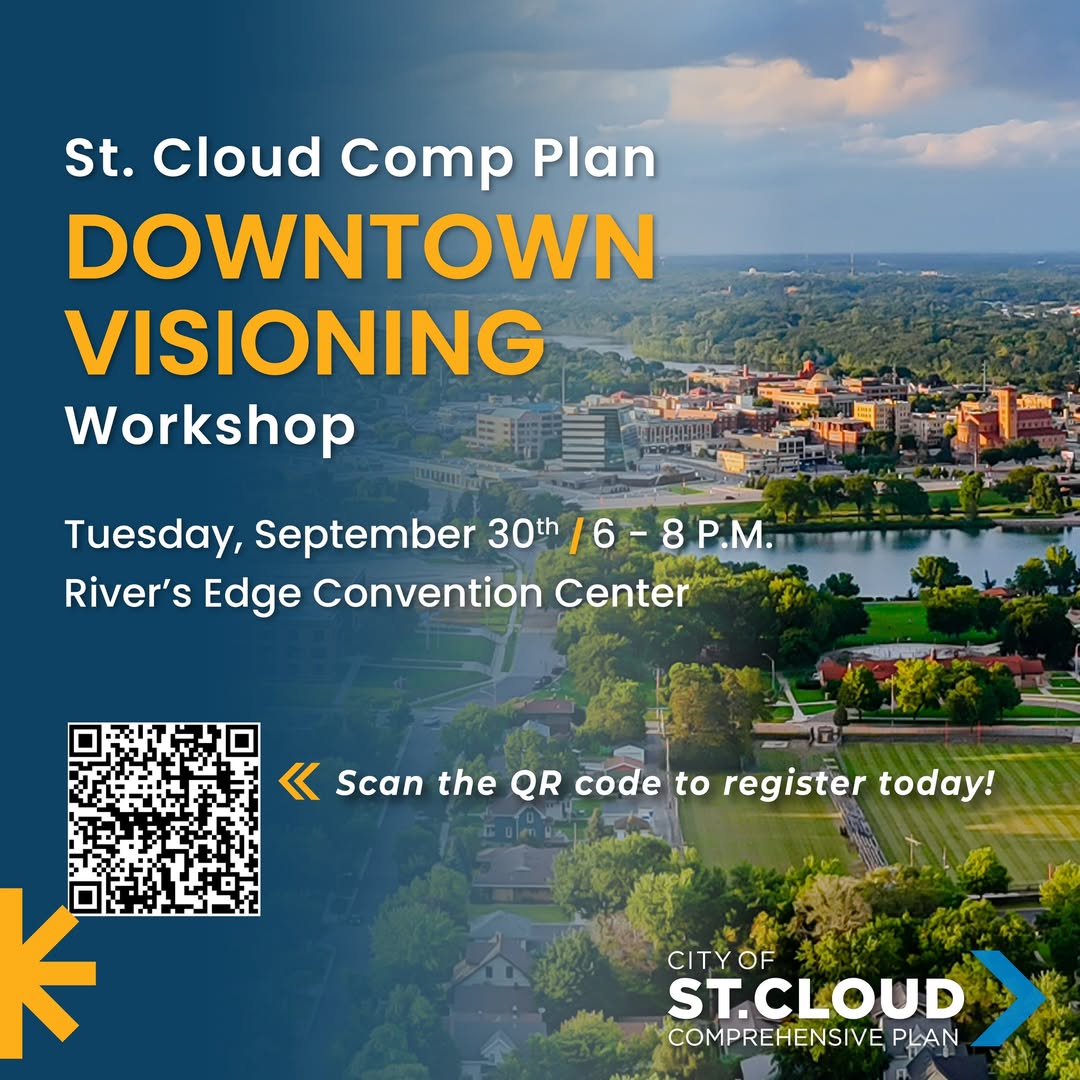 St. Cloud Comp Plan
DOWNTOWN
VISIONING
Workshop
Tuesday, September 30th / 6 – 8 P.M.
River's Edge Convention Center
Scan the QR code to register today!
CITY OF
ST. CLOUD
COMPREHENSIVE PLAN